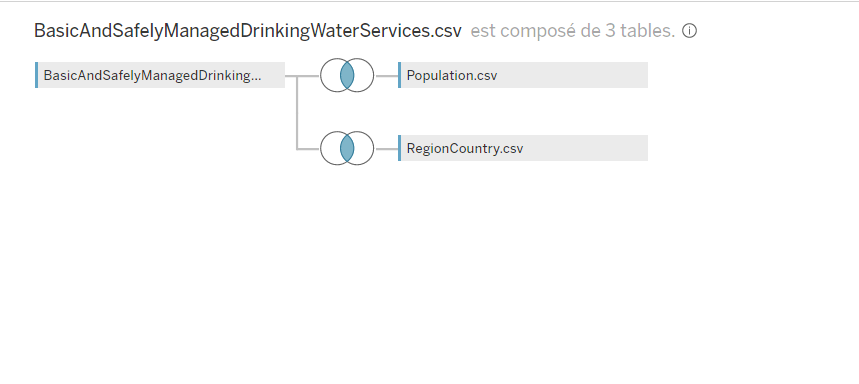 BasicAndSafelyManagedDrinkingWaterServices.csv est composé de 3 tables.
BasicAndSafelyManagedDrinking...
Population.csv
RegionCountry.csv